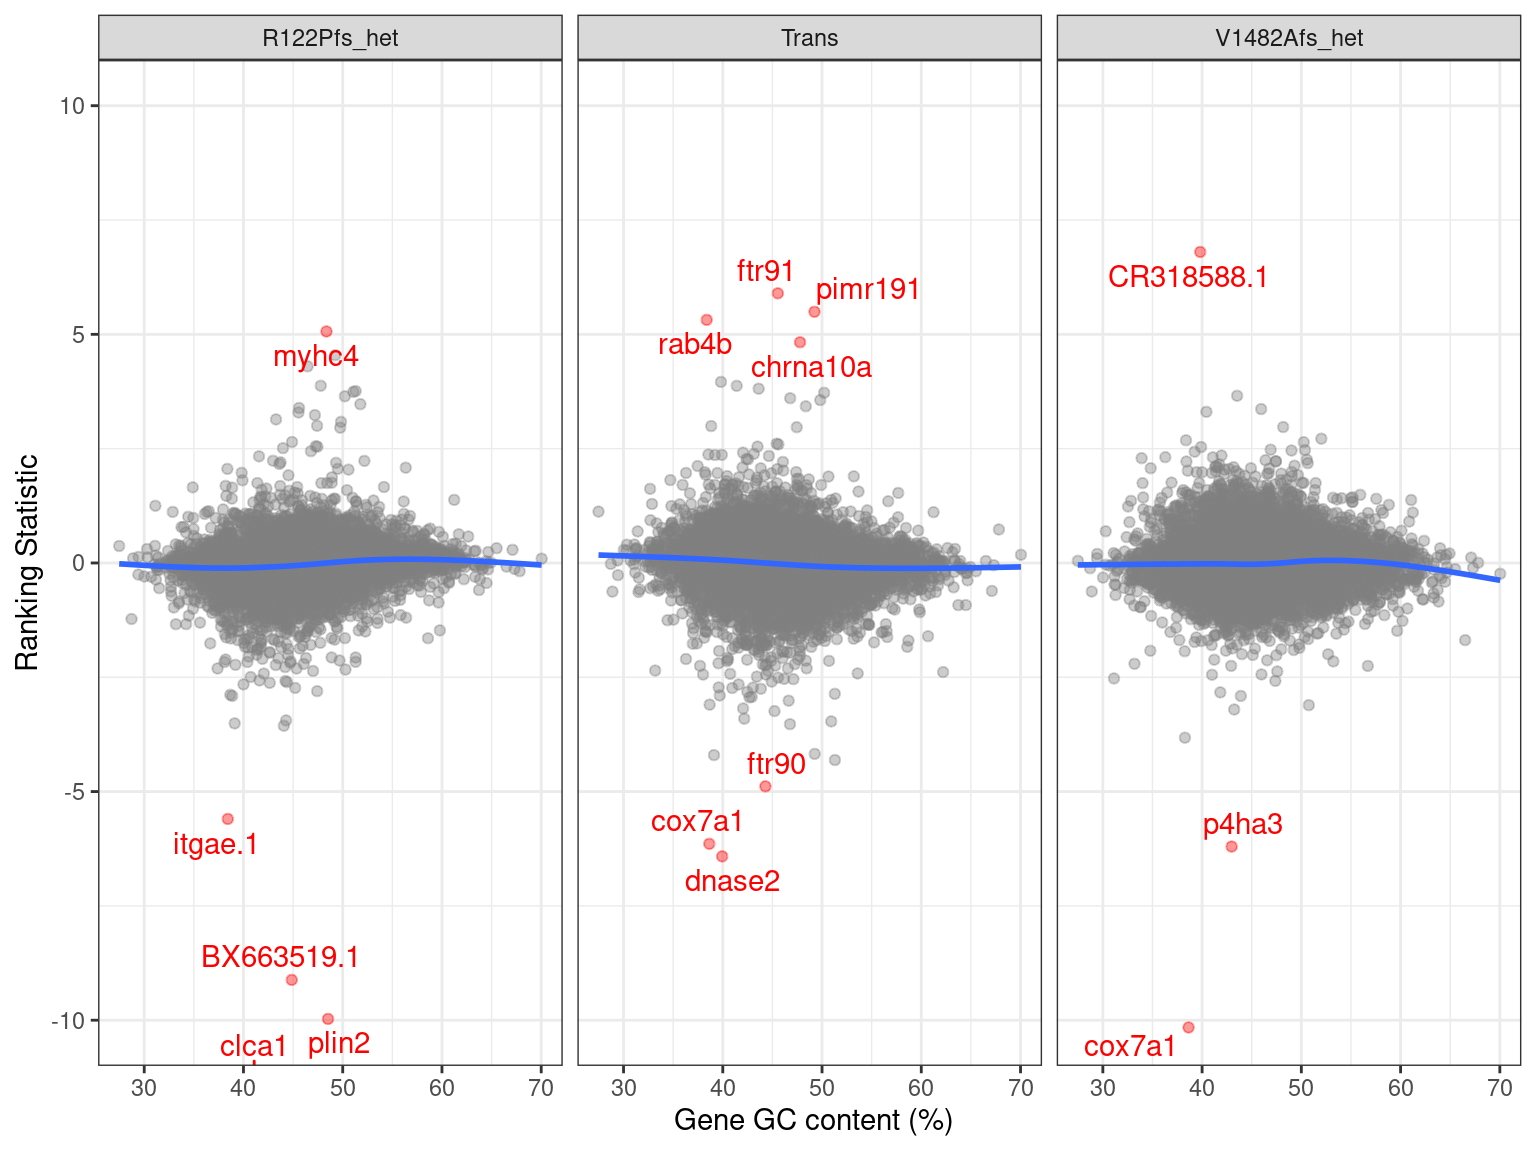 R122Pfs_het Trans V1482Afs_het
10
5
0
-5
-10
Ranking Statistic
myhc4
itgae.1
BX663519.1
clca1 plin2
ftr91
pimr191
rab4b
chrna10a
ftr90
cox7a1
dnase2
CR318588.1
p4ha3
cox7a1
30 40 50 60 70 30 40 50 60 70 30 40 50 60 70
Gene GC content (%)